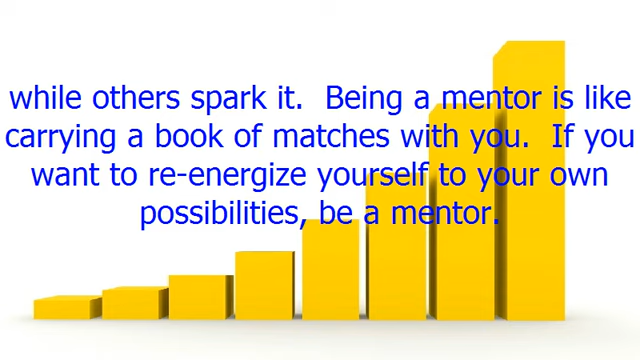 while others spark it.  Being a mentor is like
carrying a book of matches with you.  If you
want to re-energize yourself to your own
possibilities, be a mentor.